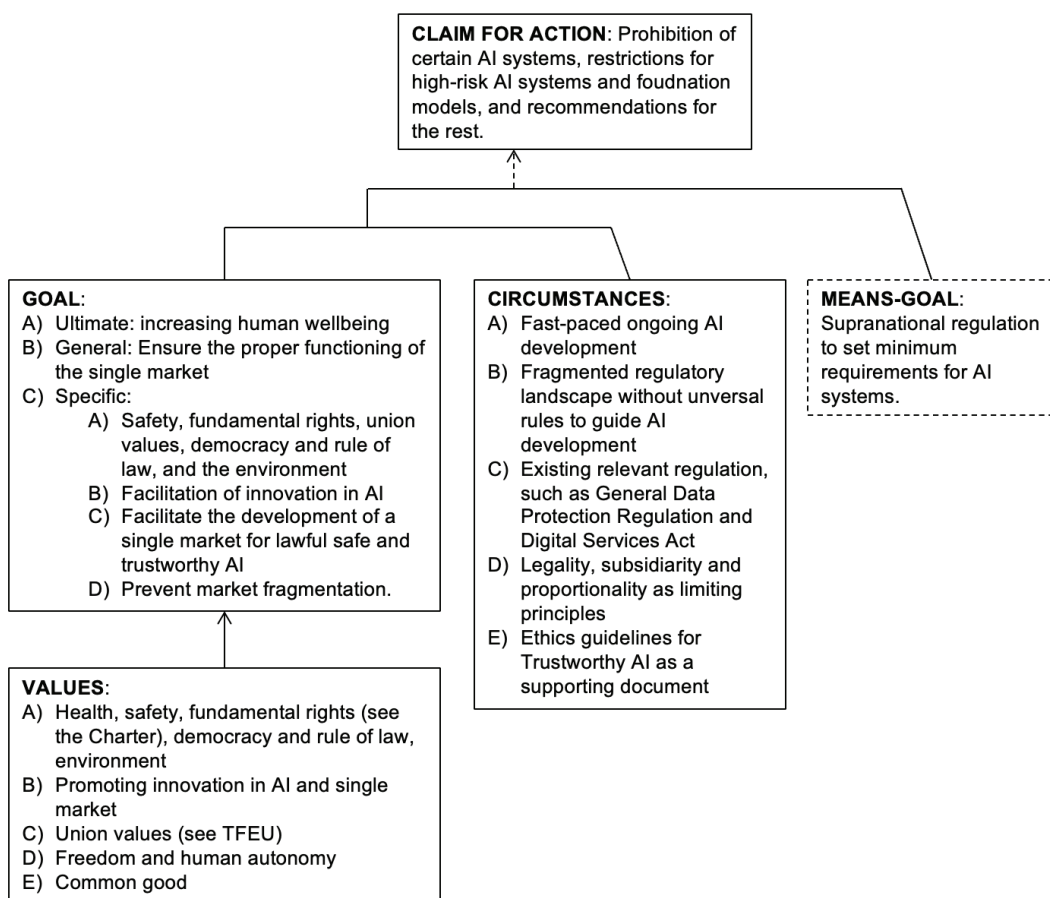 CLAIM FOR ACTION: Prohibition of
certain AI systems, restrictions for
high-risk AI systems and foudnation
models, and recommendations for
the rest.
GOAL:
A) Ultimate: increasing human wellbeing
B) General: Ensure the proper functioning of
the single market
C) Specific:
A) Safety, fundamental rights, union
values, democracy and rule of
law, and the environment
B) Facilitation of innovation in AI
C) Facilitate the development of a
single market for lawful safe and
trustworthy AI
D) Prevent market fragmentation.
CIRCUMSTANCES:
A) Fast-paced ongoing AI
development
B) Fragmented regulatory
landscape without unversal
rules to guide AI
development
C) Existing relevant regulation,
such as General Data
Protection Regulation and
Digital Services Act
D) Legality, subsidiarity and
proportionality as limiting
principles
E) Ethics guidelines for
Trustworthy AI as a
supporting document
MEANS-GOAL:
Supranational regulation
to set minimum
requirements for AI
systems.
VALUES:
A) Health, safety, fundamental rights (see
the Charter), democracy and rule of law,
environment
B) Promoting innovation in AI and single
market
C) Union values (see TFEU)
D) Freedom and human autonomy
E) Common good